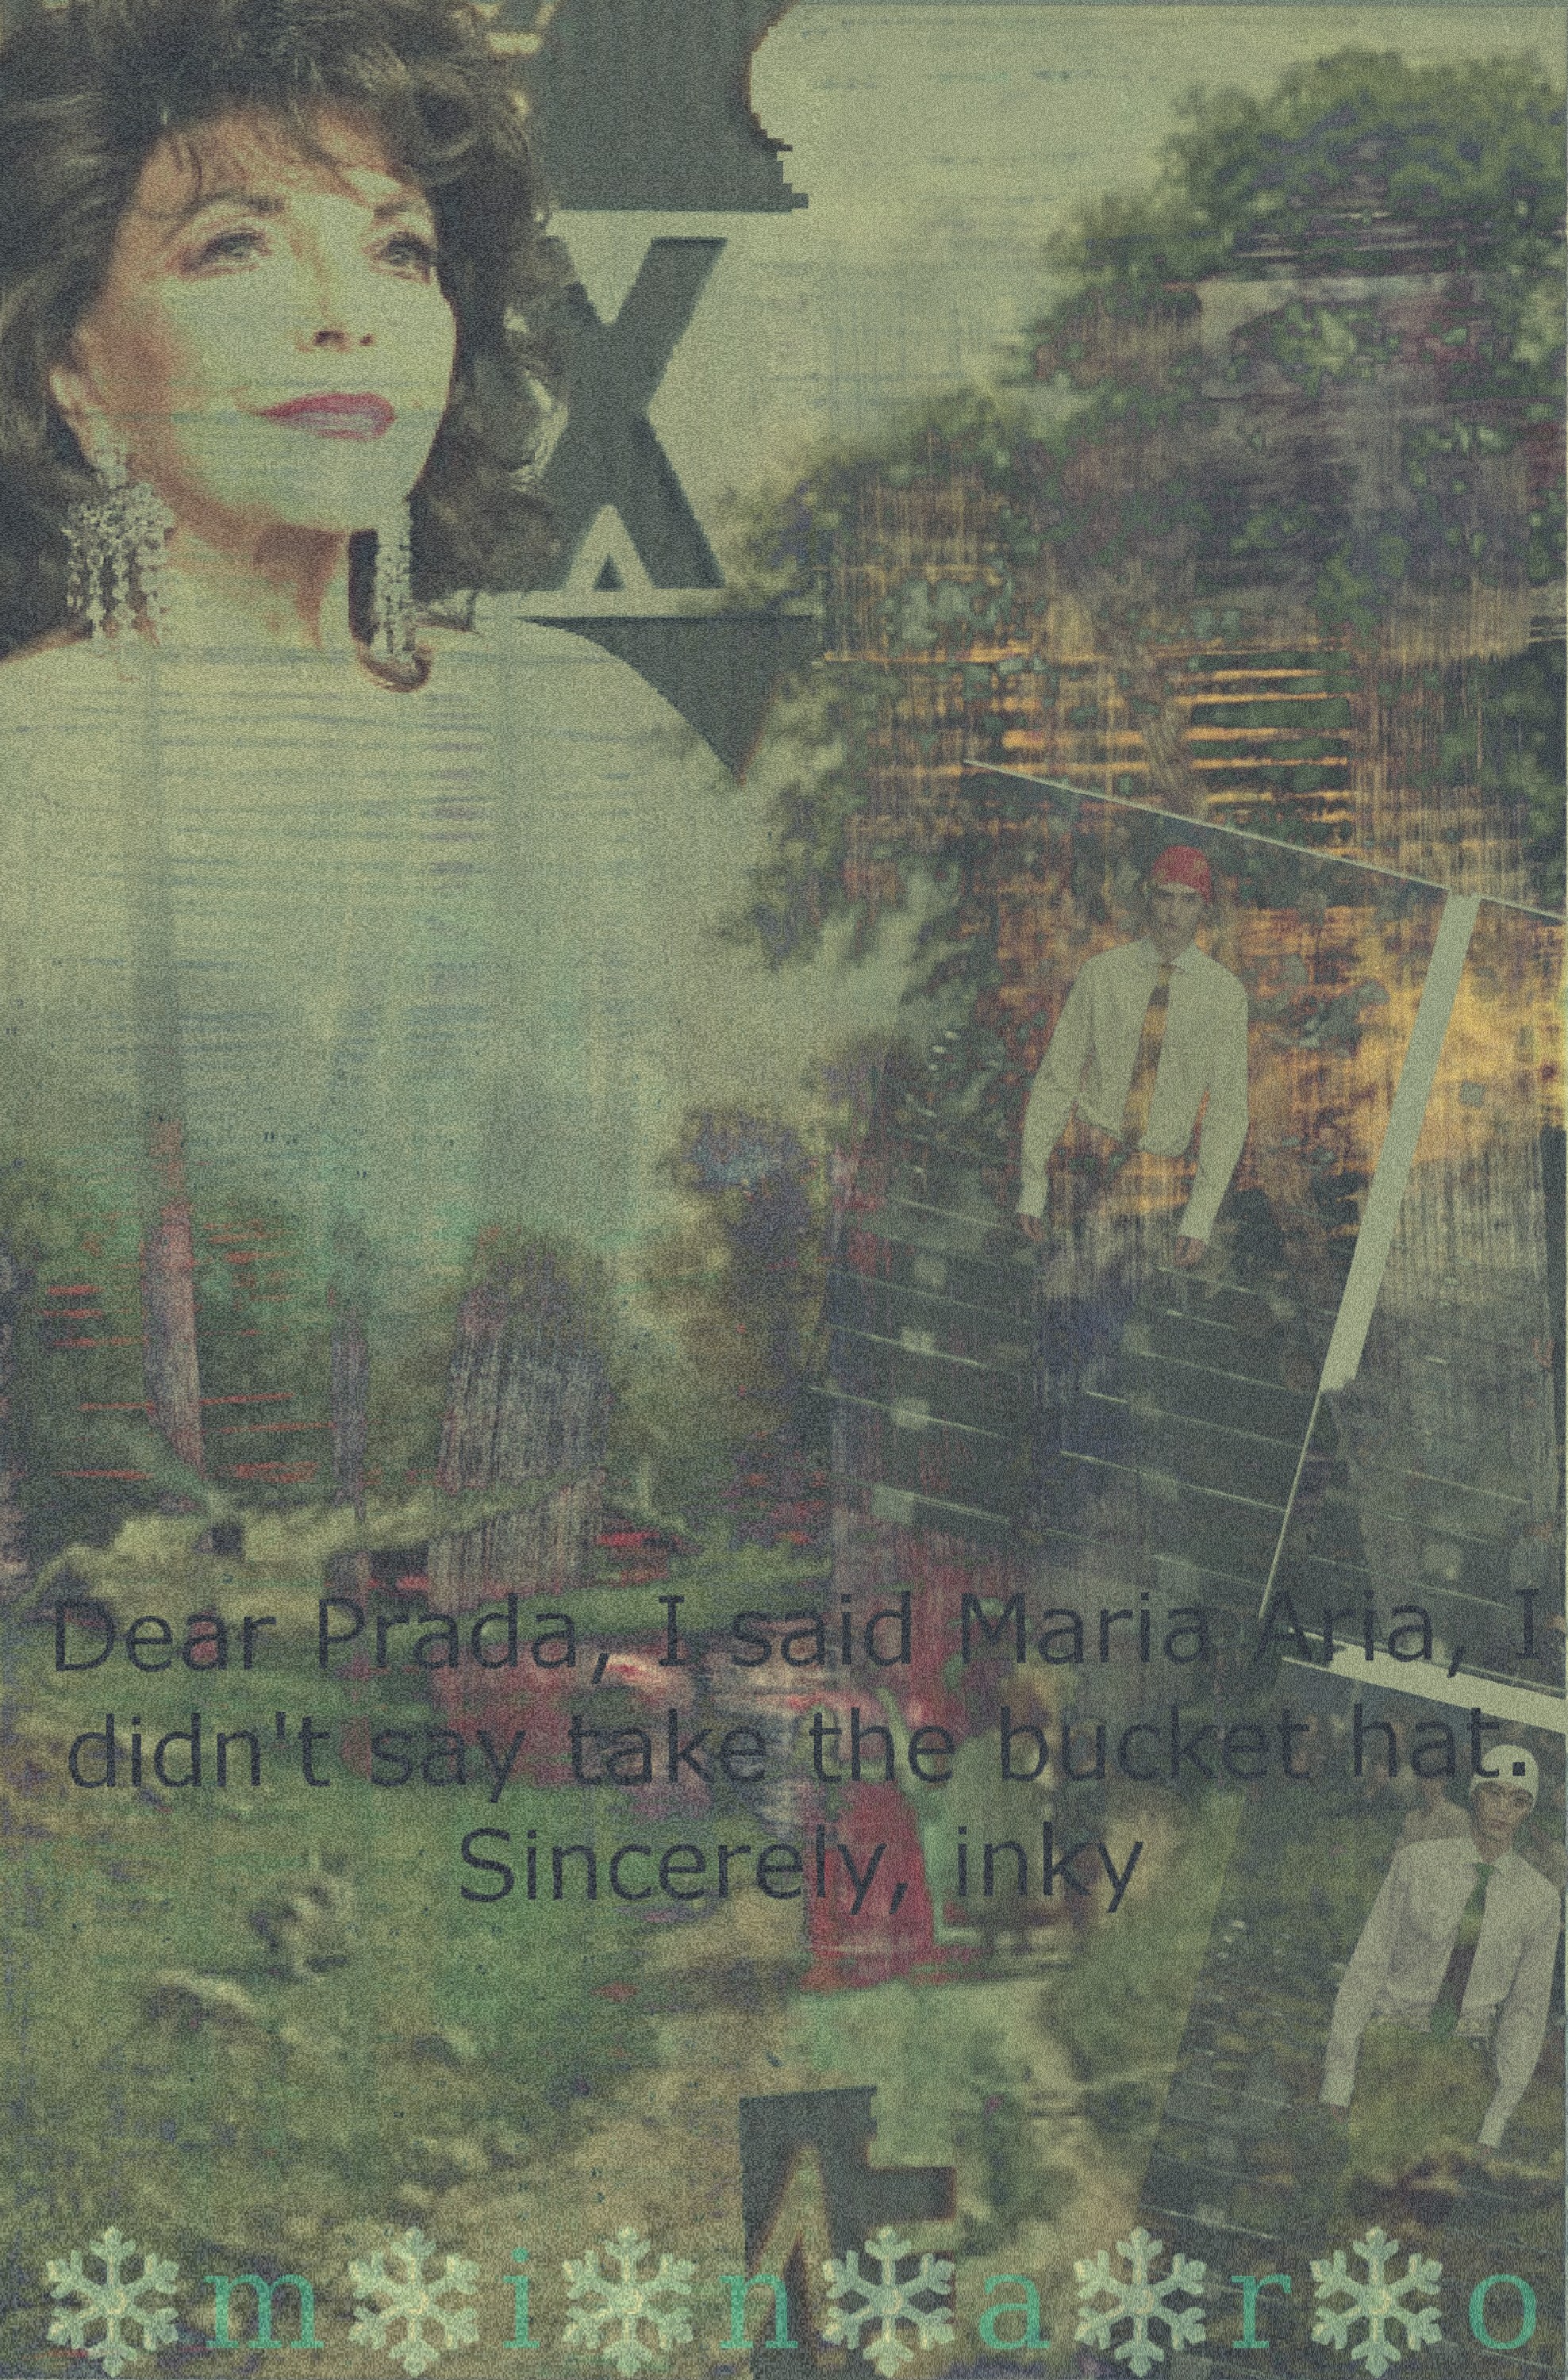 X
Dear Prada, I said Maria Aria, I
didn't say take the bucket hat.
Sincerely, inky
m i n a r o